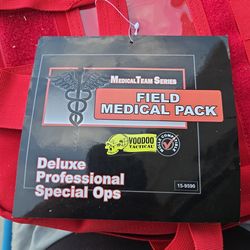 MedicalTeam Series
FIELD
MEDICAL PACK
VOODOO
TACTICAL
Deluxe
Professional
Special Ops
15-9590